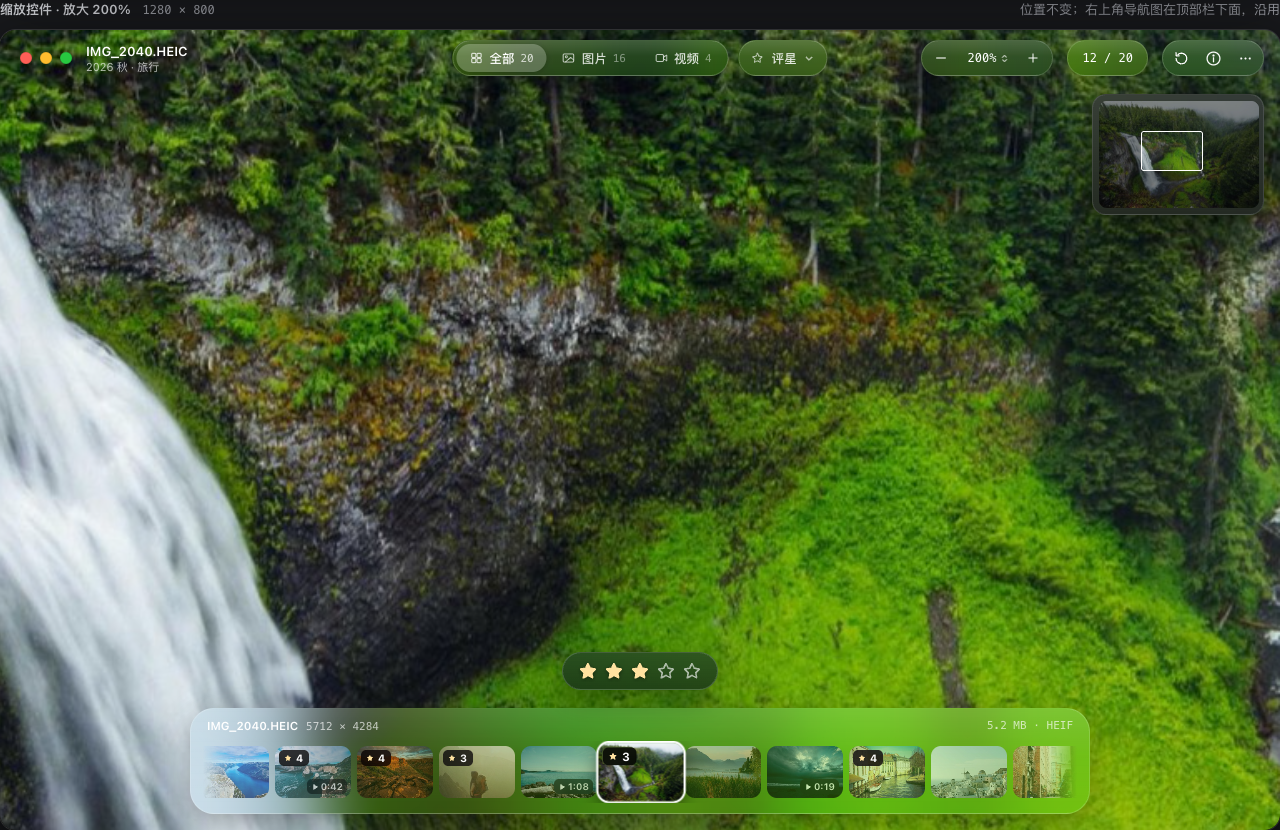 缩放控件 · 放大 200% 1280 × 800
位置不变；右上角导航图在顶部栏下面，沿用
IMG_2040.HEIC
2026 秋 · 旅行
全部 20 图片 16 视频 4
评星
200%
12 / 20
IMG_2040.HEIC 5712 × 4284
5.2 MB · HEIF
4
0:42
4
3
1:08
3
0:19
4